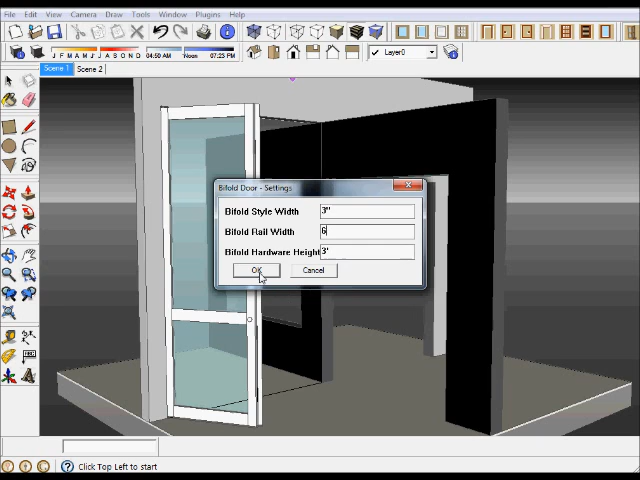 File Edit View Camera Draw Tools Window Plugins Help
J F M A M J J A S O N D 04:50 AM Noon 07:23 PM Layer0
Scene 1 Scene 2
Bifold Door - Settings
Bifold Style Width 3"
Bifold Rail Width 6
Bifold Hardware Height 3'
OK Cancel
Click Top Left to start